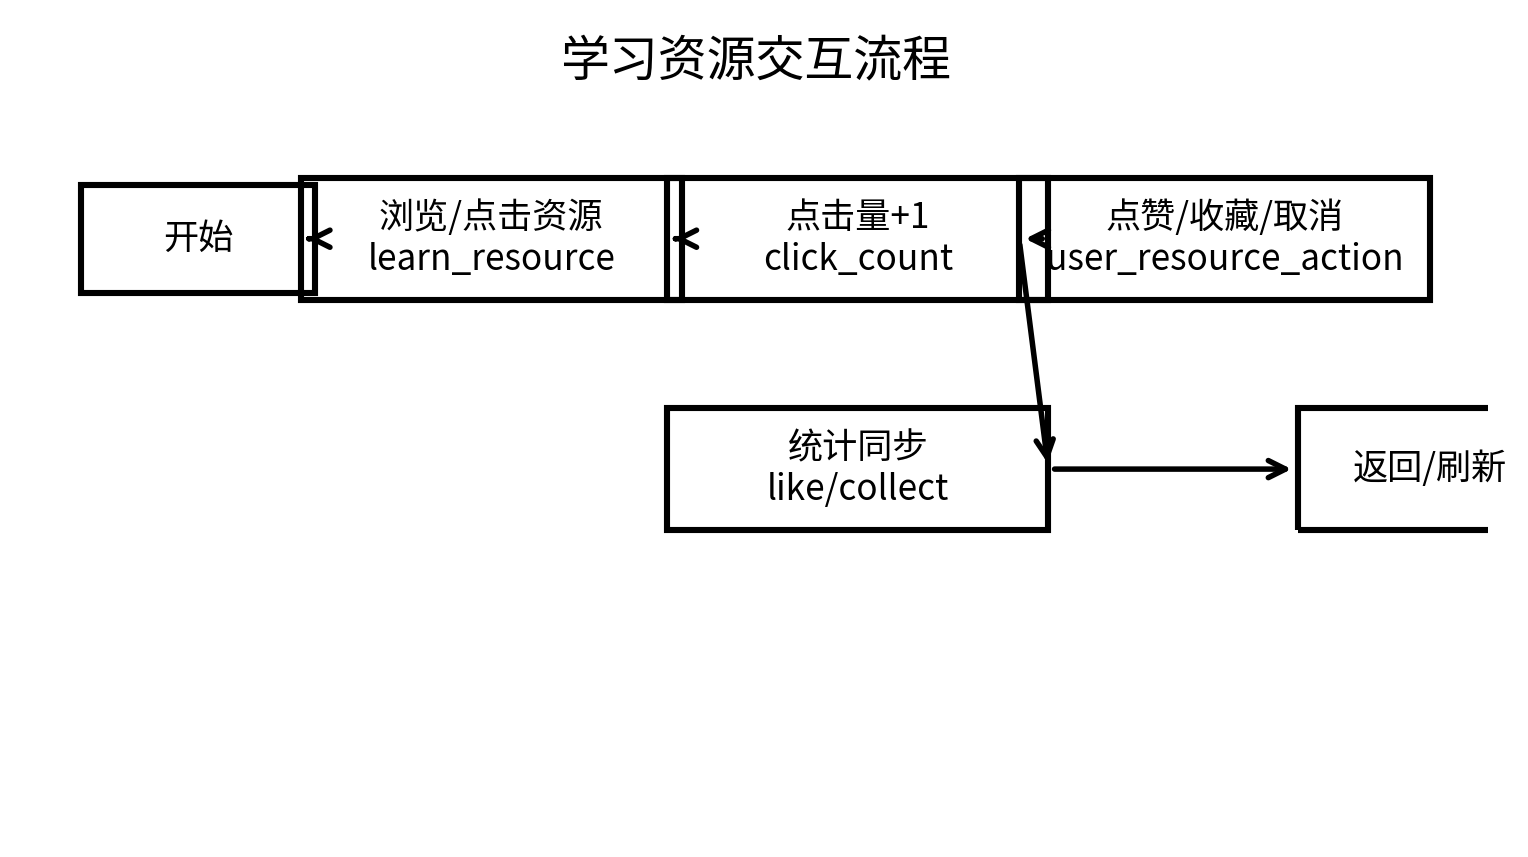 学习资源交互流程
开始
浏览/点击资源
learn_resource
点击量+1
click_count
点赞/收藏/取消
user_resource_action
统计同步
like/collect
返回/刷新